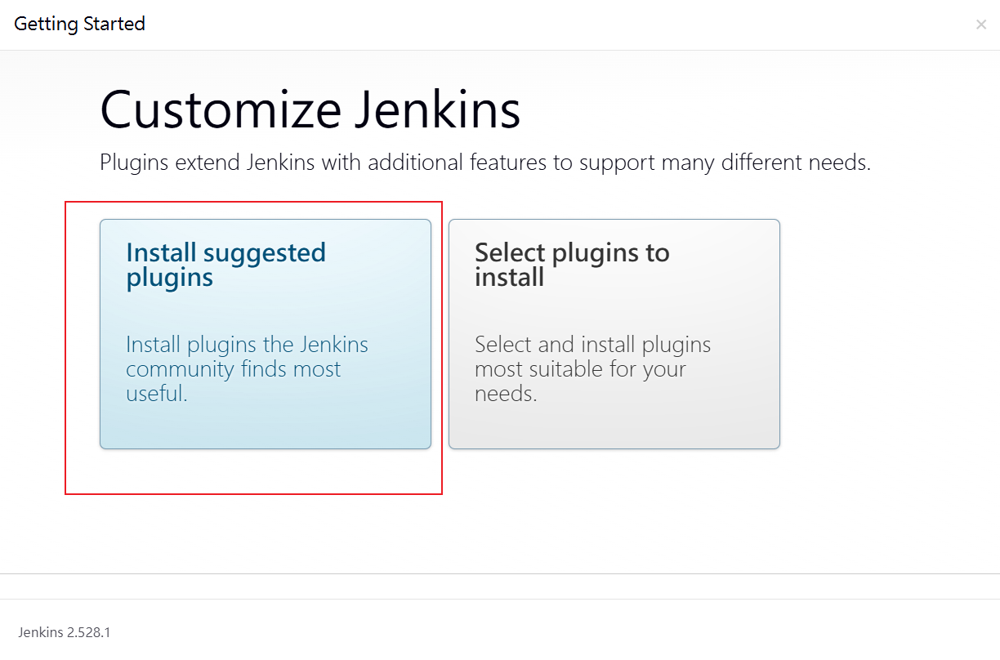 Getting Started
×
Customize Jenkins
Plugins extend Jenkins with additional features to support many different needs.
Install suggested
plugins
Install plugins the Jenkins
community finds most
useful.
Select plugins to
install
Select and install plugins
most suitable for your
needs.
Jenkins 2.528.1